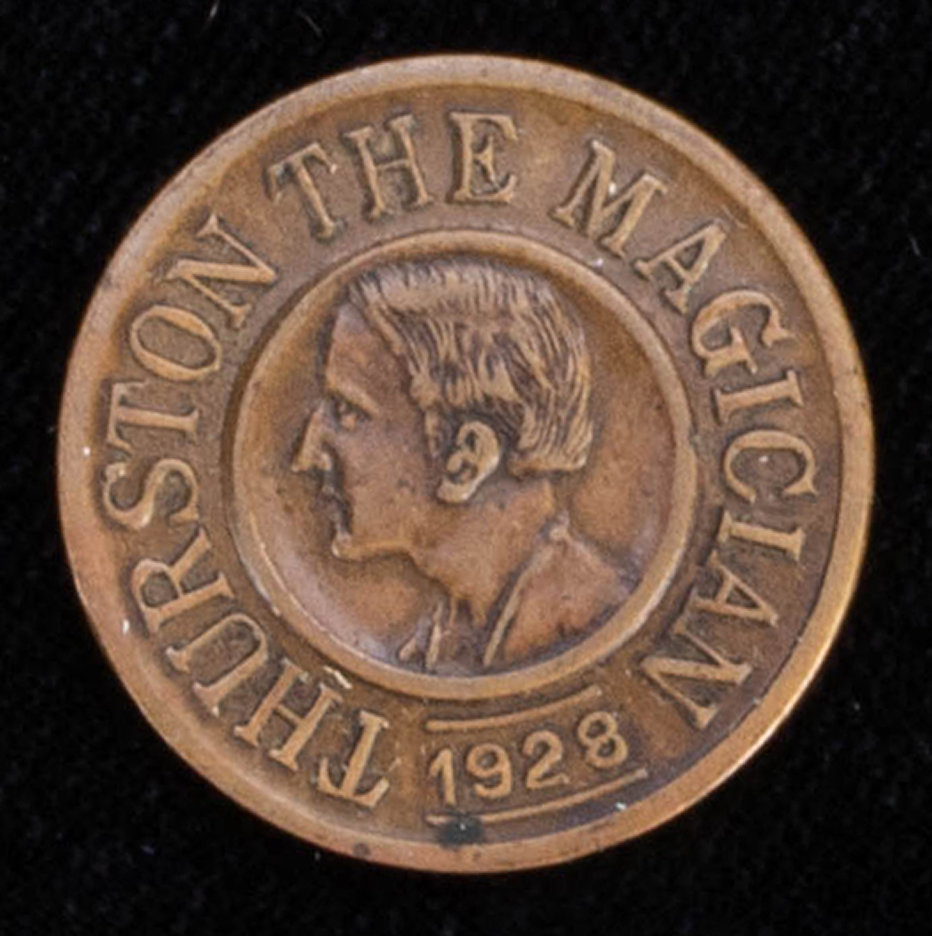 THURSTON THE MAGICIAN
1928